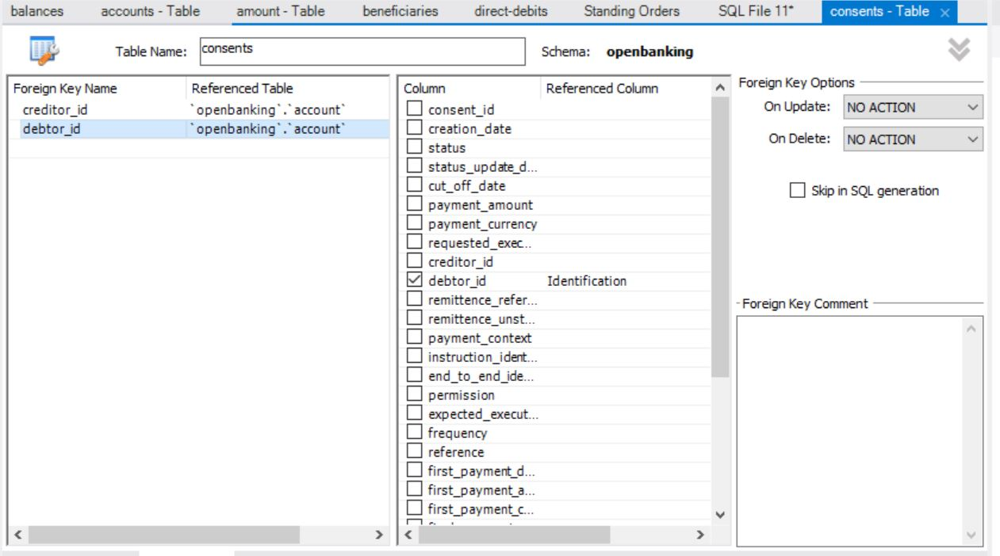 balances accounts - Table amount - Table beneficiaries direct-debits Standing Orders SQL File 11* consents - Table ×
Table Name: consents Schema: openbanking
Foreign Key Name Referenced Table
creditor_id `openbanking`.`account`
debtor_id `openbanking`.`account`
Column Referenced Column
consent_id
creation_date
status
status_update_d...
cut_off_date
payment_amount
payment_currency
requested_exec...
creditor_id
debtor_id Identification
remittence_refer...
remittence_unst...
payment_context
instruction_ident...
end_to_end_ide...
permission
expected_execut...
frequency
reference
first_payment_d...
first_payment_a...
first_payment_c...
Foreign Key Options
On Update: NO ACTION
On Delete: NO ACTION
Skip in SQL generation
Foreign Key Comment